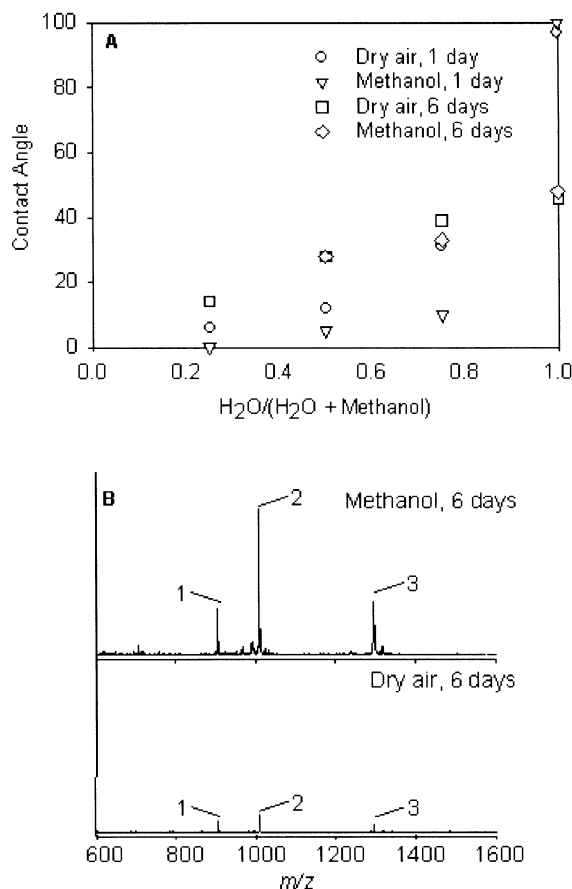 A
100
80
60
40
20
0
Contact Angle
Dry air, 1 day
Methanol, 1 day
Dry air, 6 days
Methanol, 6 days
0.0 0.2 0.4 0.6 0.8 1.0
H2O/(H2O + Methanol)
B
Methanol, 6 days
1
2
3
Dry air, 6 days
1
2
3
600 800 1000 1200 1400 1600
m/z